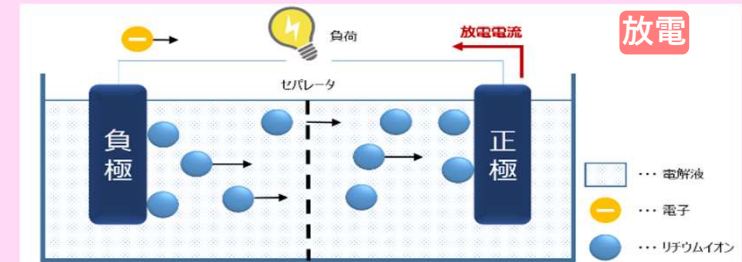 放電
負荷
放電電流
セパレータ
負極
正極
… 電解液
… 電子
… リチウムイオン